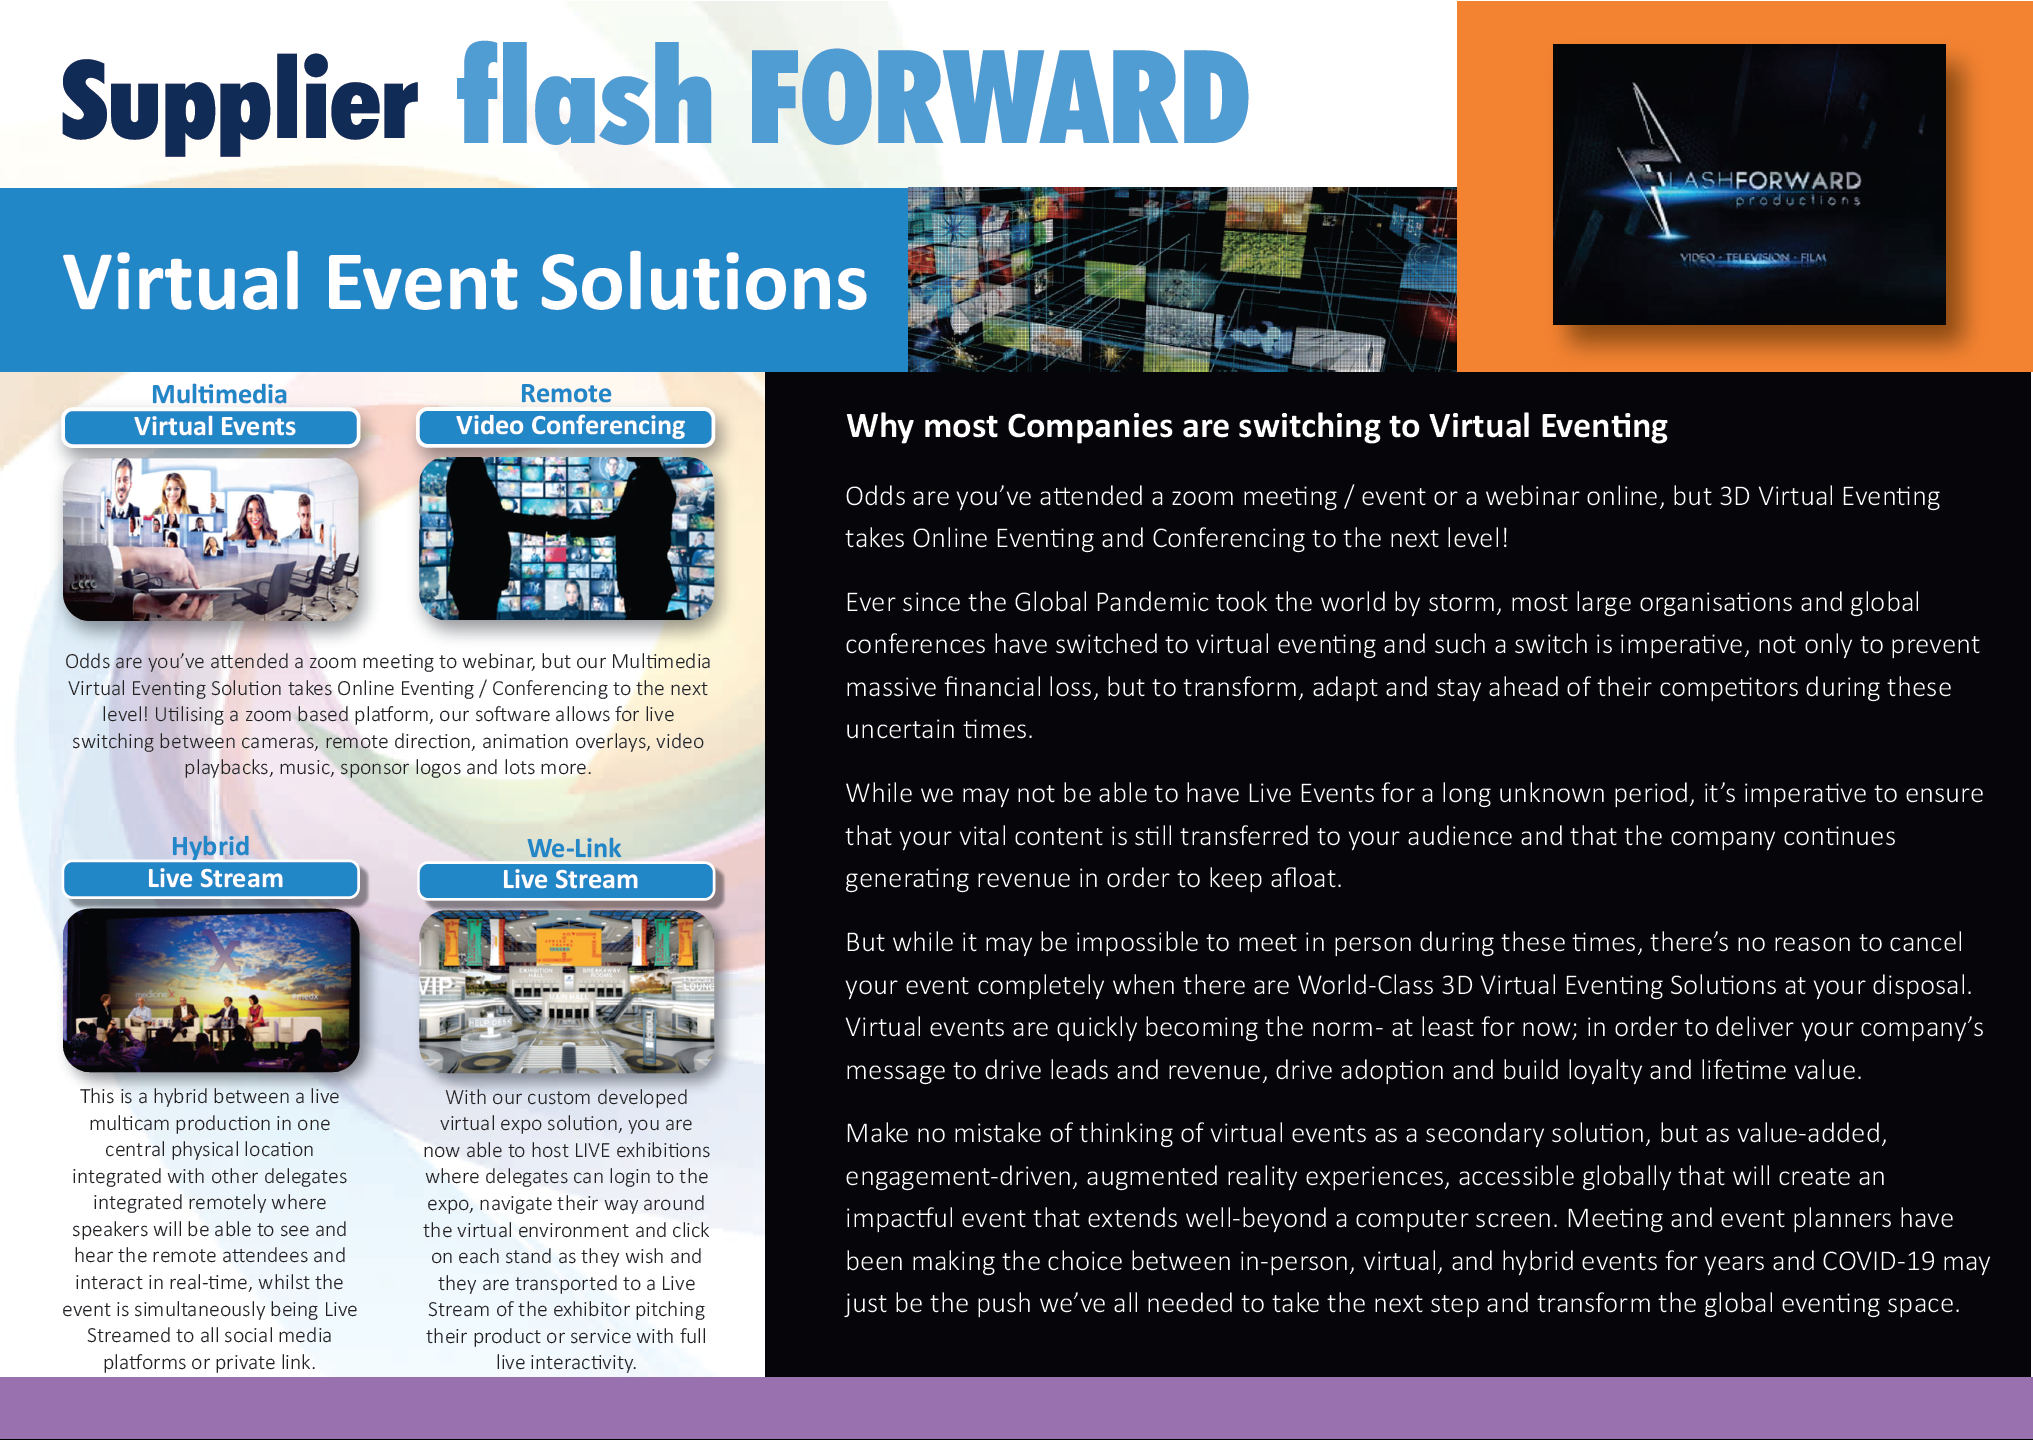 Supplier flash FORWARD
FLASHFORWARD
productions
VIDEO - TELEVISION - FILM
Virtual Event Solutions
Multimedia
Virtual Events
Remote
Video Conferencing
Odds are you’ve attended a zoom meeting to webinar, but our Multimedia
Virtual Eventing Solution takes Online Eventing / Conferencing to the next
level! Utilising a zoom based platform, our software allows for live
switching between cameras, remote direction, animation overlays, video
playbacks, music, sponsor logos and lots more.
Hybrid
Live Stream
medicine X
#medx
This is a hybrid between a live
multicam production in one
central physical location
integrated with other delegates
integrated remotely where
speakers will be able to see and
hear the remote attendees and
interact in real-time, whilst the
event is simultaneously being Live
Streamed to all social media
platforms or private link.
We-Link
Live Stream
EXHIBITION
HALL
BREAKAWAY
ROOMS
VIP
HELP DESK
With our custom developed
virtual expo solution, you are
now able to host LIVE exhibitions
where delegates can login to the
expo, navigate their way around
the virtual environment and click
on each stand as they wish and
they are transported to a Live
Stream of the exhibitor pitching
their product or service with full
live interactivity.
Why most Companies are switching to Virtual Eventing
Odds are you’ve attended a zoom meeting / event or a webinar online, but 3D Virtual Eventing
takes Online Eventing and Conferencing to the next level!
Ever since the Global Pandemic took the world by storm, most large organisations and global
conferences have switched to virtual eventing and such a switch is imperative, not only to prevent
massive financial loss, but to transform, adapt and stay ahead of their competitors during these
uncertain times.
While we may not be able to have Live Events for a long unknown period, it’s imperative to ensure
that your vital content is still transferred to your audience and that the company continues
generating revenue in order to keep afloat.
But while it may be impossible to meet in person during these times, there’s no reason to cancel
your event completely when there are World-Class 3D Virtual Eventing Solutions at your disposal.
Virtual events are quickly becoming the norm- at least for now; in order to deliver your company’s
message to drive leads and revenue, drive adoption and build loyalty and lifetime value.
Make no mistake of thinking of virtual events as a secondary solution, but as value-added,
engagement-driven, augmented reality experiences, accessible globally that will create an
impactful event that extends well-beyond a computer screen. Meeting and event planners have
been making the choice between in-person, virtual, and hybrid events for years and COVID-19 may
just be the push we’ve all needed to take the next step and transform the global eventing space.